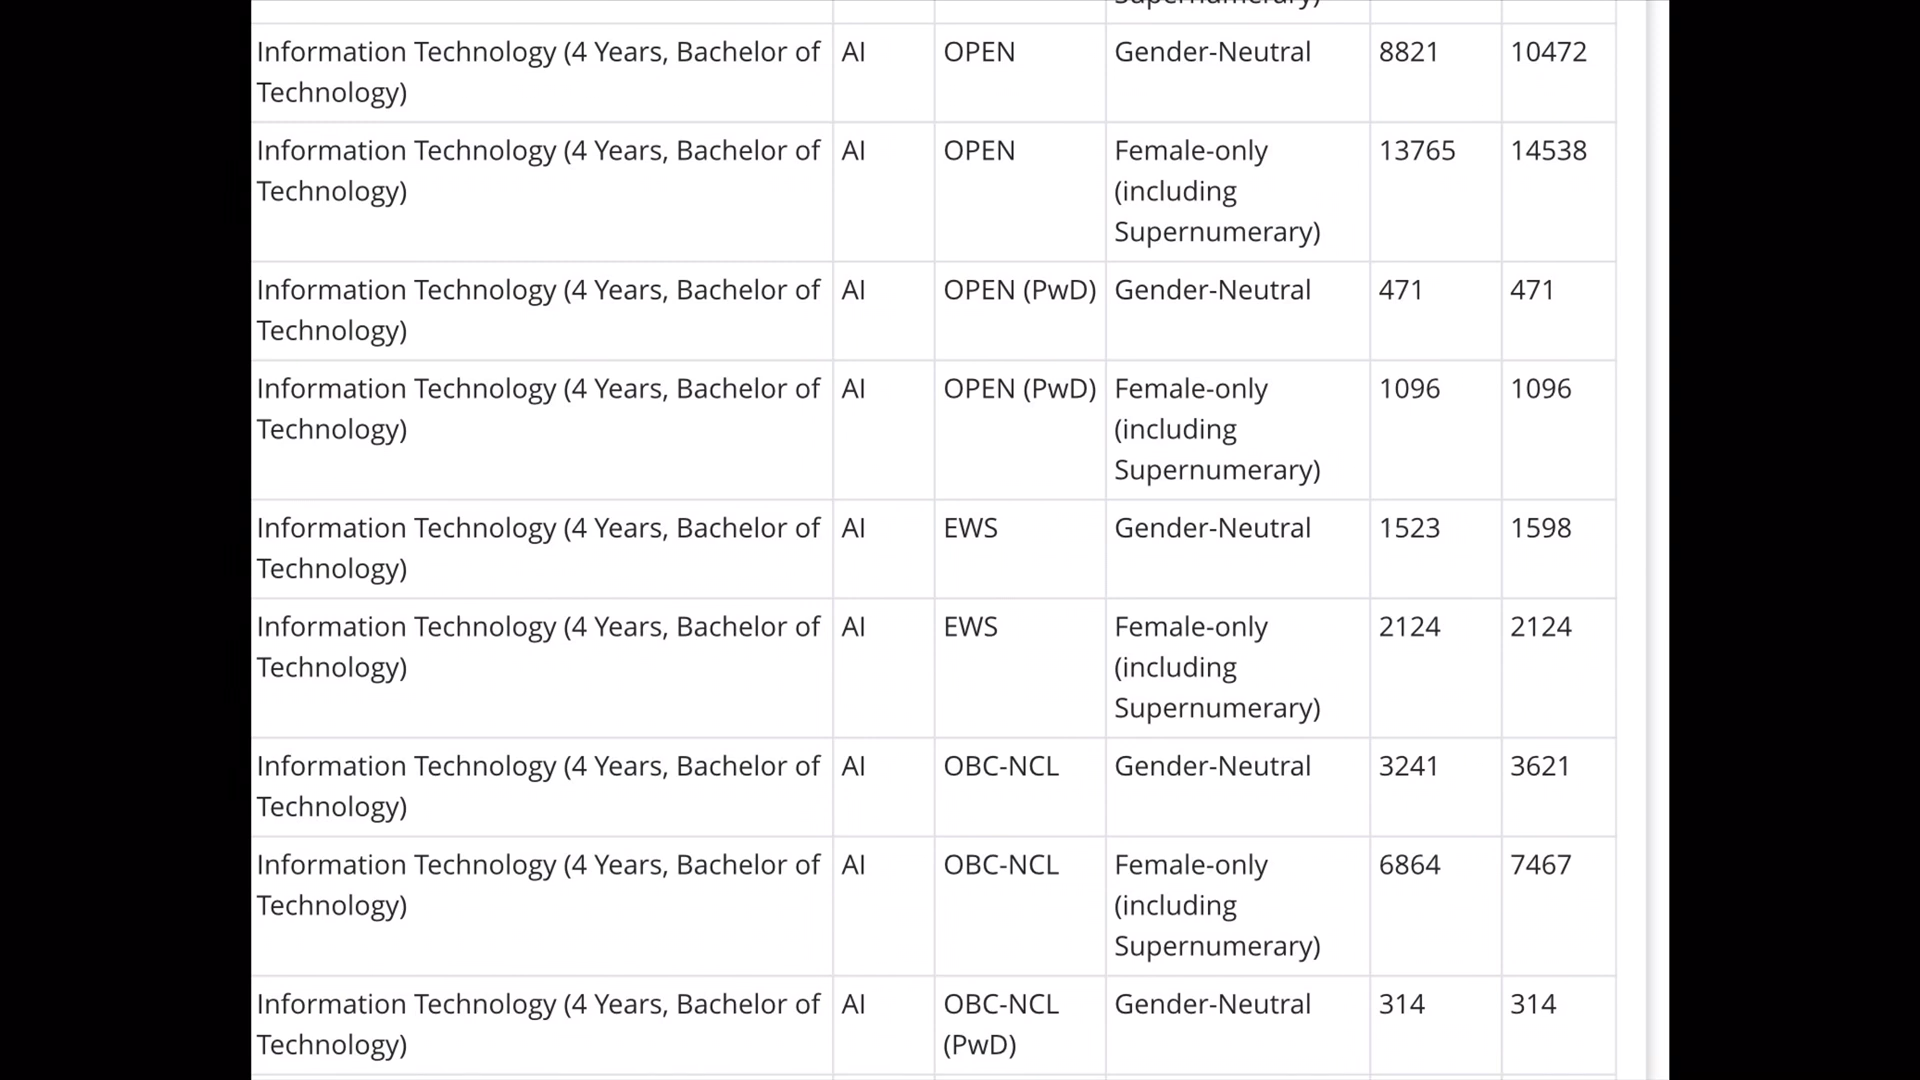 Supernumerary)
Information Technology (4 Years, Bachelor of Technology) AI OPEN Gender-Neutral 8821 10472
Information Technology (4 Years, Bachelor of Technology) AI OPEN Female-only (including Supernumerary) 13765 14538
Information Technology (4 Years, Bachelor of Technology) AI OPEN (PwD) Gender-Neutral 471 471
Information Technology (4 Years, Bachelor of Technology) AI OPEN (PwD) Female-only (including Supernumerary) 1096 1096
Information Technology (4 Years, Bachelor of Technology) AI EWS Gender-Neutral 1523 1598
Information Technology (4 Years, Bachelor of Technology) AI EWS Female-only (including Supernumerary) 2124 2124
Information Technology (4 Years, Bachelor of Technology) AI OBC-NCL Gender-Neutral 3241 3621
Information Technology (4 Years, Bachelor of Technology) AI OBC-NCL Female-only (including Supernumerary) 6864 7467
Information Technology (4 Years, Bachelor of Technology) AI OBC-NCL (PwD) Gender-Neutral 314 314